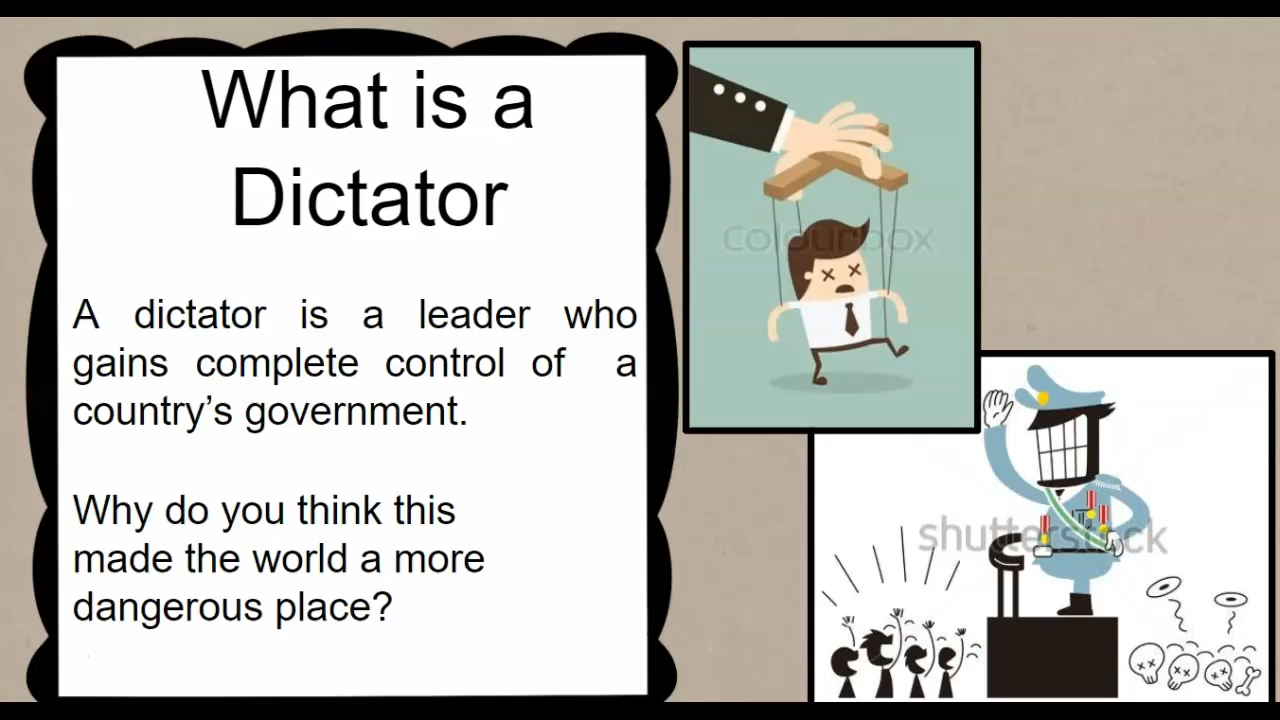 What is a
Dictator
A dictator is a leader who
gains complete control of a
country’s government.
Why do you think this
made the world a more
dangerous place?
Colourbox
shutterstock